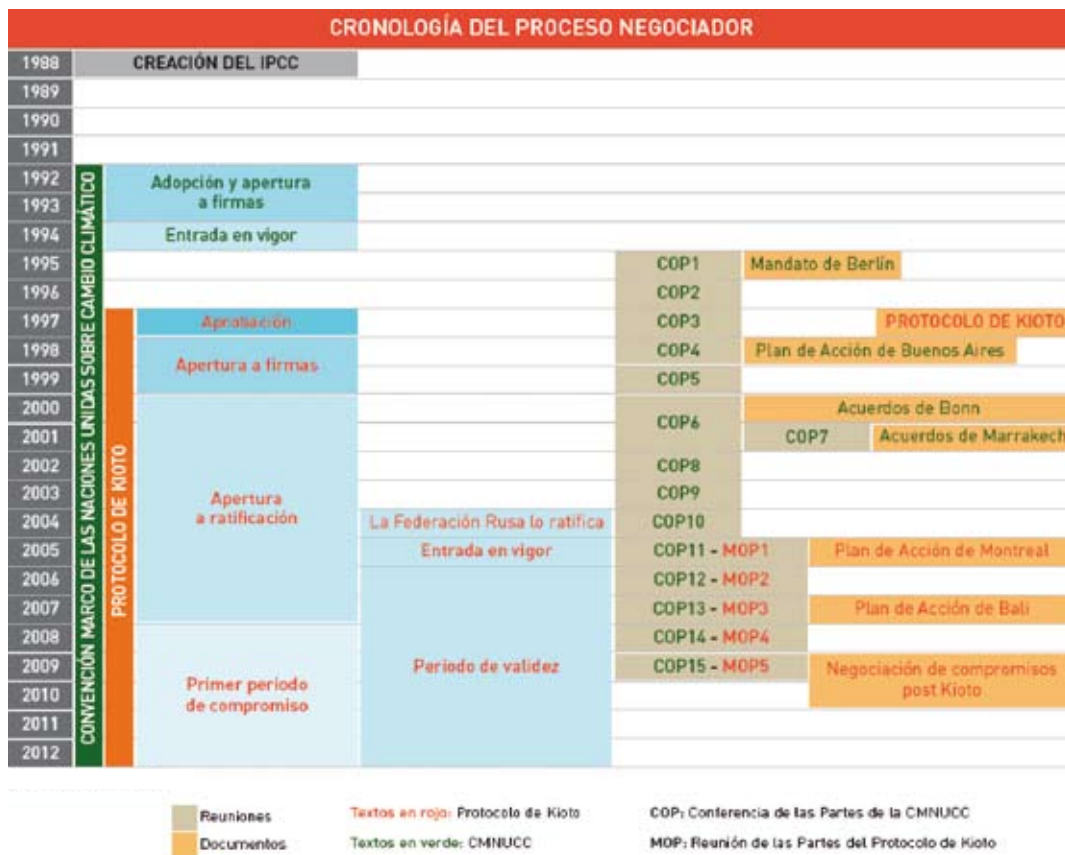 CRONOLOGÍA DEL PROCESO NEGOCIADOR
1988
CREACIÓN DEL IPCC
1989
1990
1991
CONVENCIÓN MARCO DE LAS NACIONES UNIDAS SOBRE CAMBIO CLIMÁTICO
1992
Adopción y apertura
a firmas
1993
1994
Entrada en vigor
1995
COP1
Mandato de Berlín
1996
COP2
PROTOCOLO DE KIOTO
1997
Aprobación
COP3
PROTOCOLO DE KIOTO
1998
Apertura a firmas
COP4
Plan de Acción de Buenos Aires
1999
COP5
2000
COP6
Acuerdos de Bonn
2001
COP7
Acuerdos de Marrakech
2002
COP8
2003
Apertura
a ratificación
COP9
2004
La Federación Rusa lo ratifica
COP10
2005
Entrada en vigor
COP11 - MOP1
Plan de Acción de Montreal
2006
COP12 - MOP2
2007
COP13 - MOP3
Plan de Acción de Bali
2008
COP14 - MOP4
2009
Periodo de validez
COP15 - MOP5
Negociación de compromisos
post Kioto
2010
Primer periodo
de compromiso
2011
2012
Reuniones
Textos en rojo: Protocolo de Kioto
COP: Conferencia de las Partes de la CMNUCC
Documentos
Textos en verde: CMNUCC
MOP: Reunión de las Partes del Protocolo de Kioto